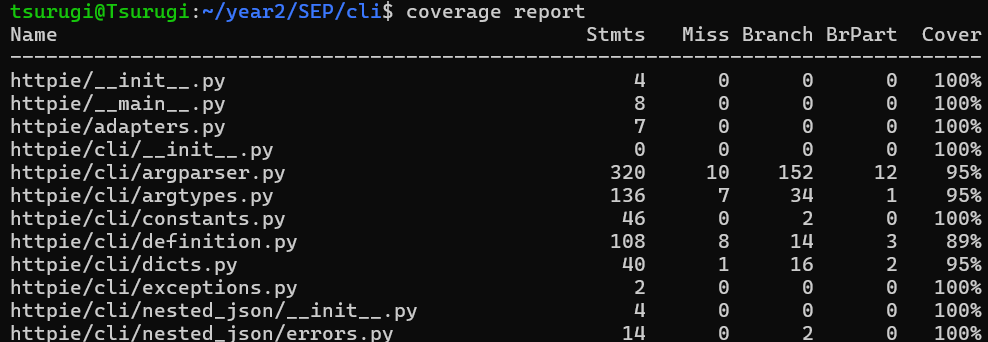 tsurugi@Tsurugi:~/year2/SEP/cli$ coverage report
Name Stmts Miss Branch BrPart Cover
---------------------------------------------------------------------------------
httpie/__init__.py 4 0 0 0 100%
httpie/__main__.py 8 0 0 0 100%
httpie/adapters.py 7 0 0 0 100%
httpie/cli/__init__.py 0 0 0 0 100%
httpie/cli/argparser.py 320 10 152 12 95%
httpie/cli/argtypes.py 136 7 34 1 95%
httpie/cli/constants.py 46 0 2 0 100%
httpie/cli/definition.py 108 8 14 3 89%
httpie/cli/dicts.py 40 1 16 2 95%
httpie/cli/exceptions.py 2 0 0 0 100%
httpie/cli/nested_json/__init__.py 4 0 0 0 100%
httpie/cli/nested_json/errors.py 14 0 2 0 100%